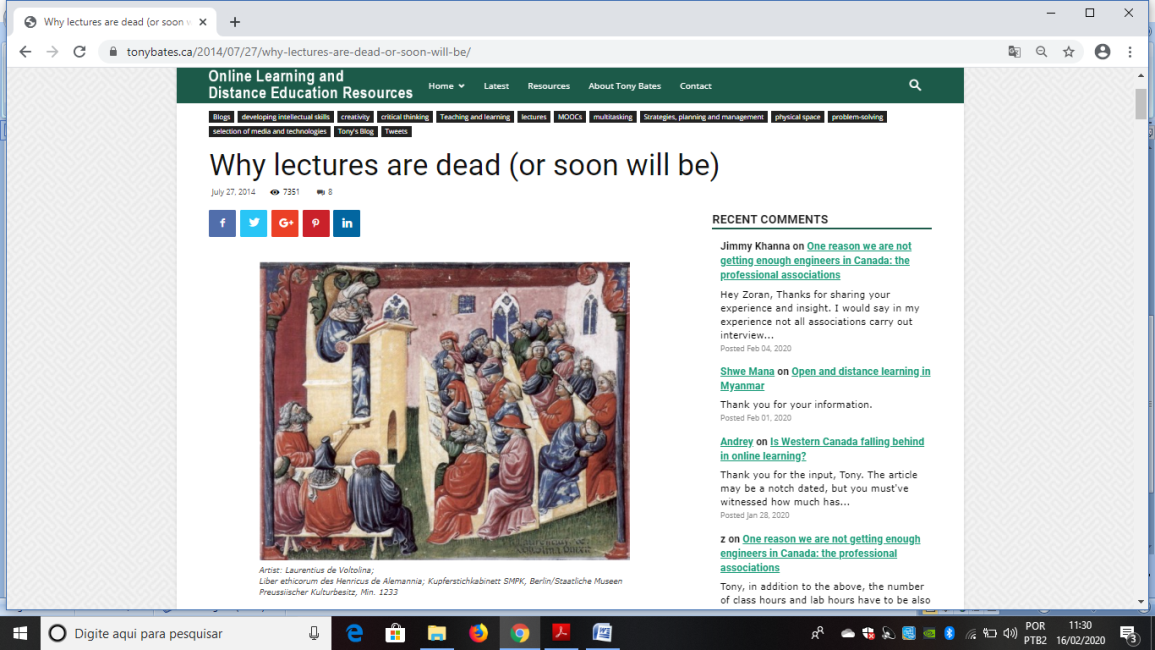 Why lectures are dead (or soon w
tonybates.ca/2014/07/27/why-lectures-are-dead-or-soon-will-be/
Online Learning and
Distance Education Resources
Home Latest Resources About Tony Bates Contact
Blogs developing intellectual skills creativity critical thinking Teaching and learning lectures MOOCs multitasking Strategies, planning and management physical space problem-solving
selection of media and technologies Tony's Blog Tweets
Why lectures are dead (or soon will be)
July 27, 2014 7351 8
f G+ in
Artist: Laurentius de Voltolina;
Liber ethicorum des Henricus de Alemannia; Kupferstichkabinett SMPK, Berlin/Staatliche Museen
Preussiischer Kulturbesitz, Min. 1233
RECENT COMMENTS
Jimmy Khanna on One reason we are not
getting enough engineers in Canada: the
professional associations
Hey Zoran, Thanks for sharing your
experience and insight. I would say in my
experience not all associations carry out
interview...
Posted Feb 04, 2020
Shwe Mana on Open and distance learning in
Myanmar
Thank you for your information.
Posted Feb 01, 2020
Andrey on Is Western Canada falling behind
in online learning?
Thank you for the input, Tony. The article
may be a notch dated, but you must've
witnessed how much has...
Posted Jan 28, 2020
z on One reason we are not getting enough
engineers in Canada: the professional
associations
Tony, in addition to the above, the number
of class hours and lab hours have to be also
Digite aqui para pesquisar
POR
PTB2
11:30
16/02/2020
3